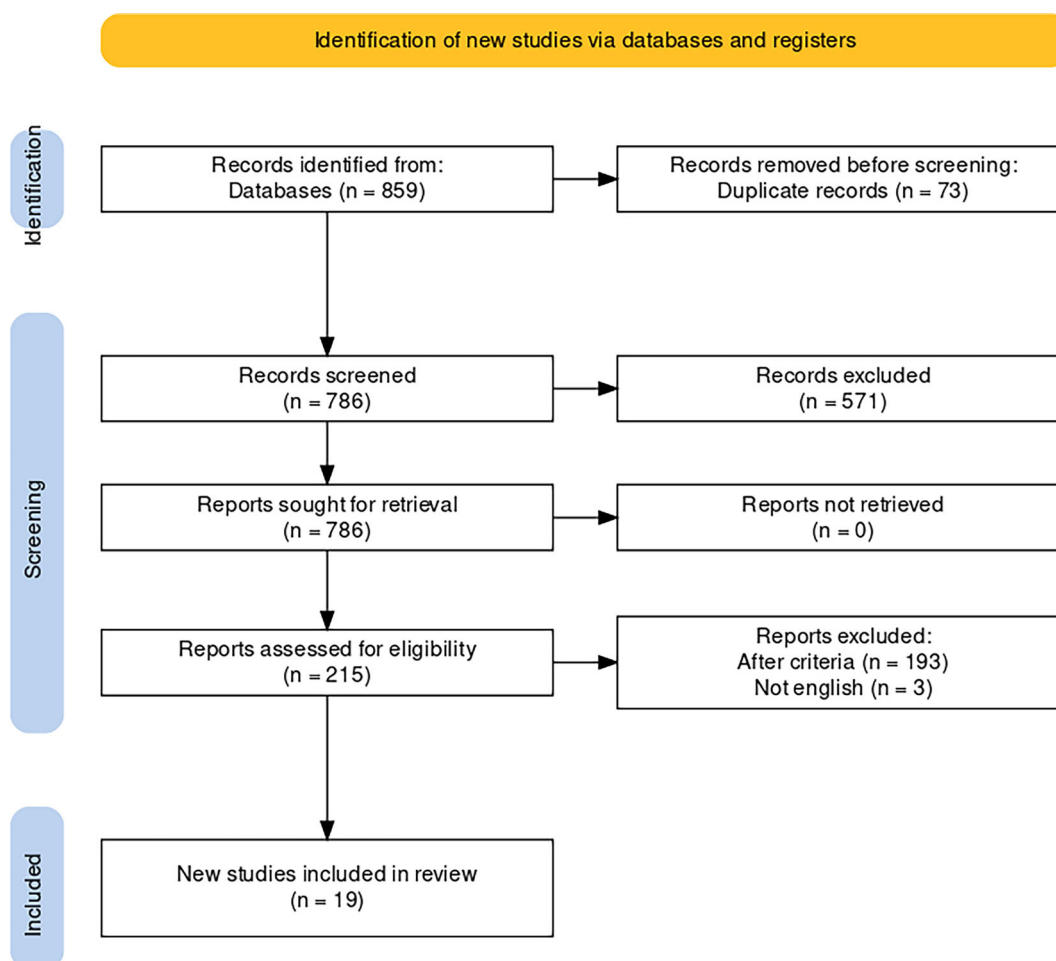 Identification of new studies via databases and registers
Identification
Records identified from:
Databases (n = 859)
Records removed before screening:
Duplicate records (n = 73)
Screening
Records screened
(n = 786)
Records excluded
(n = 571)
Reports sought for retrieval
(n = 786)
Reports not retrieved
(n = 0)
Reports assessed for eligibility
(n = 215)
Reports excluded:
After criteria (n = 193)
Not english (n = 3)
Included
New studies included in review
(n = 19)